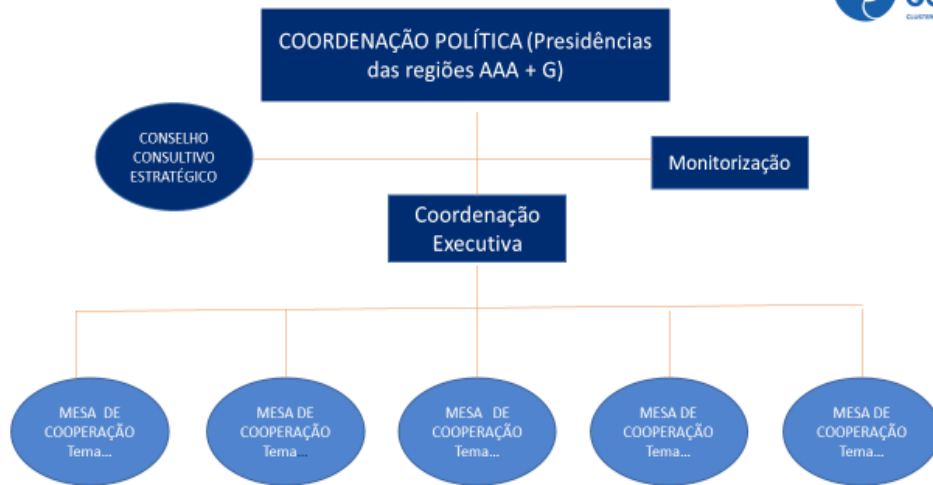 CLUSTER
COORDENAÇÃO POLÍTICA (Presidências
das regiões AAA + G)
CONSELHO
CONSULTIVO
ESTRATÉGICO
Monitorização
Coordenação
Executiva
MESA DE
COOPERAÇÃO
Tema...
MESA DE
COOPERAÇÃO
Tema...
MESA DE
COOPERAÇÃO
Tema...
MESA DE
COOPERAÇÃO
Tema...
MESA DE
COOPERAÇÃO
Tema...